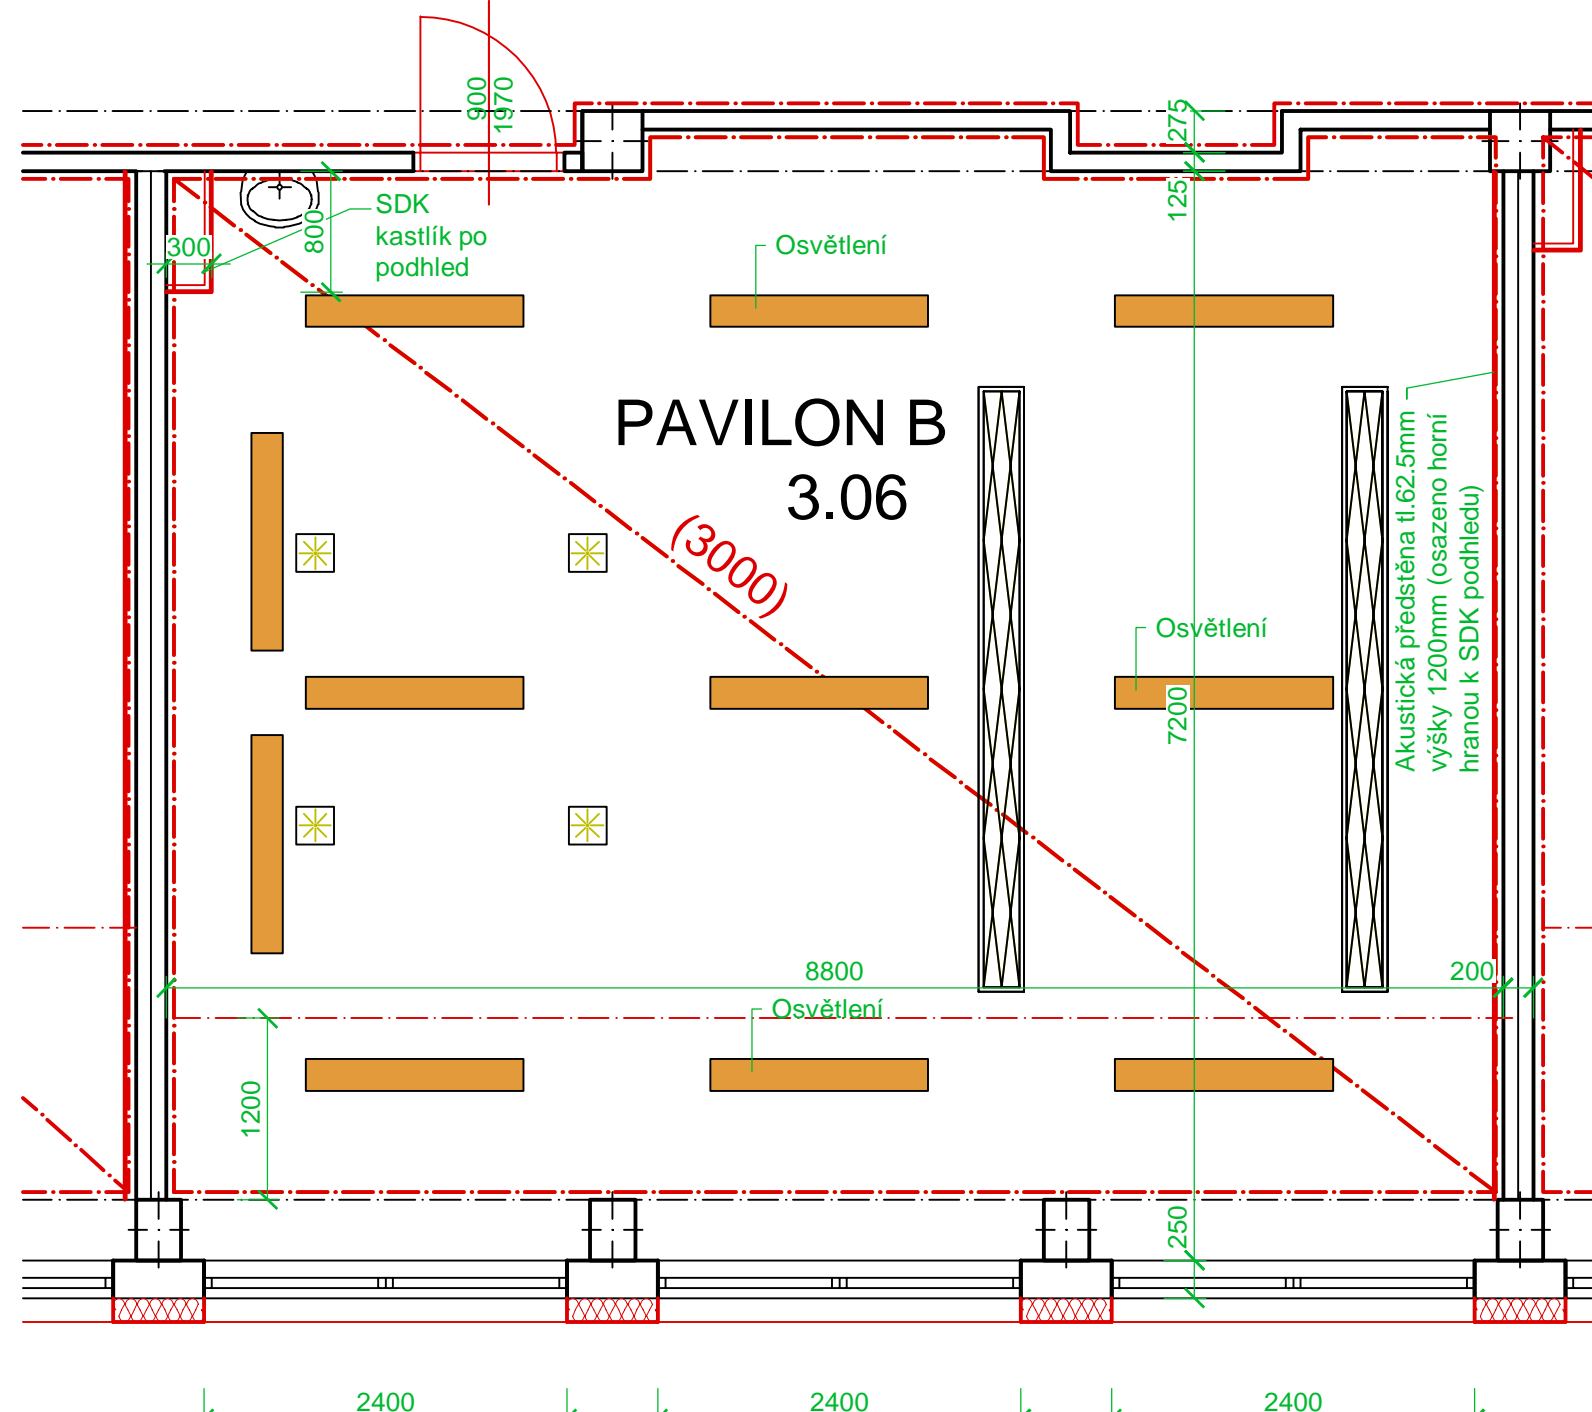 900
1970
275
125
SDK
kastlík po
podhled
300
800
Osvětlení
PAVILON B
3.06
(3000)
Akustická předstěna tl.62.5mm
výšky 1200mm (osazeno horní
hranou k SDK podhledu)
Osvětlení
7200
8800
200
Osvětlení
1200
250
2400
2400
2400